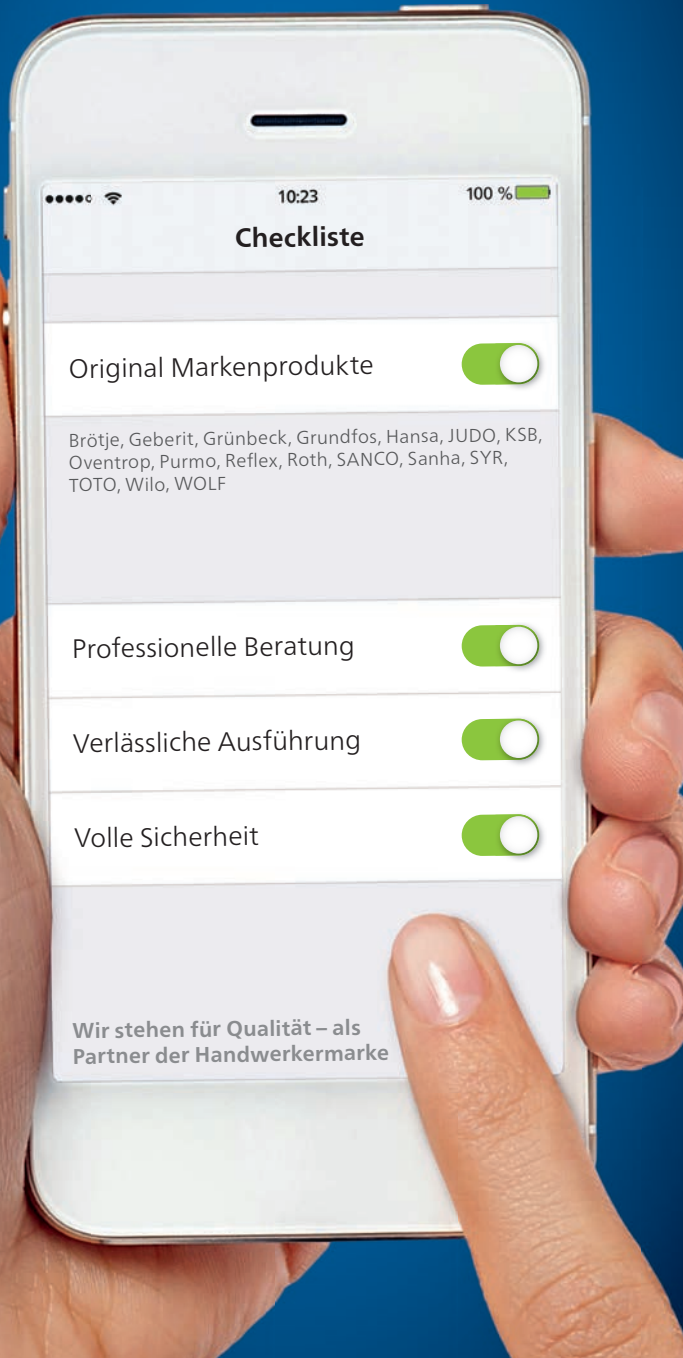 10:23
100 %
Checkliste
Original Markenprodukte
Brötje, Geberit, Grünbeck, Grundfos, Hansa, JUDO, KSB,
Oventrop, Purmo, Reflex, Roth, SANCO, Sanha, SYR,
TOTO, Wilo, WOLF
Professionelle Beratung
Verlässliche Ausführung
Volle Sicherheit
Wir stehen für Qualität – als
Partner der Handwerkermarke